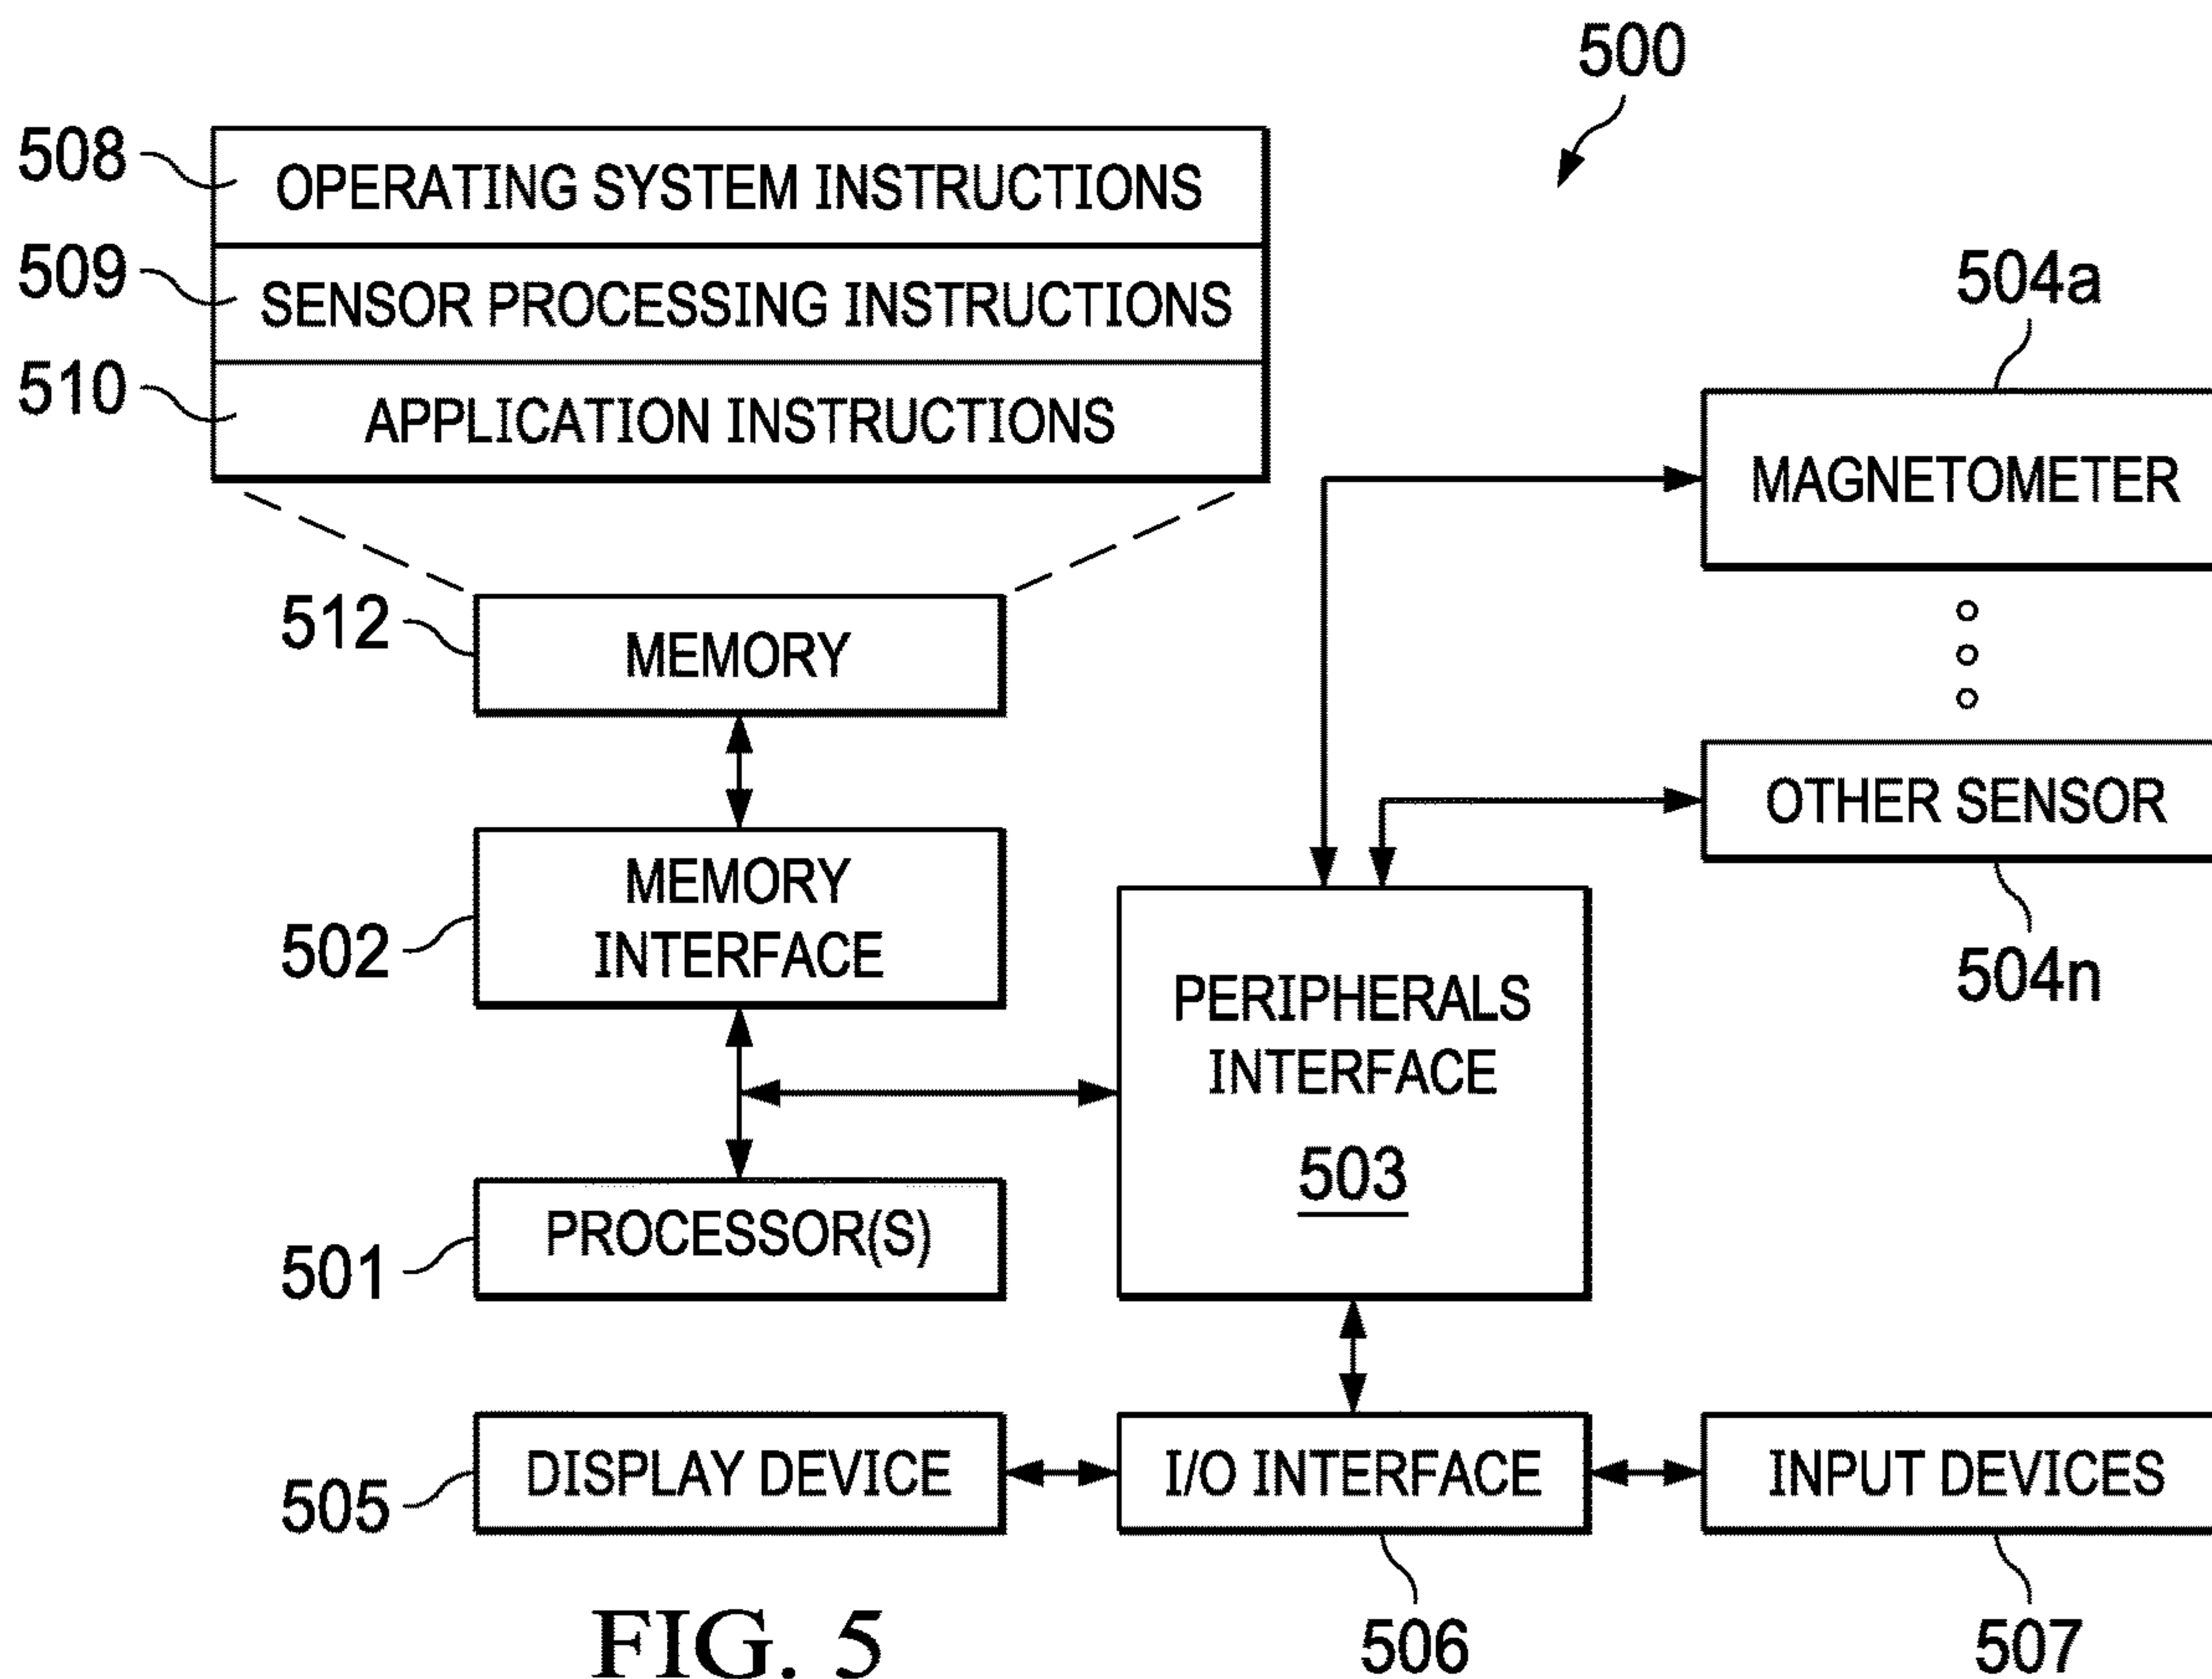 500
508
OPERATING SYSTEM INSTRUCTIONS
509
SENSOR PROCESSING INSTRUCTIONS
510
APPLICATION INSTRUCTIONS
504a
MAGNETOMETER
512
MEMORY
OTHER SENSOR
504n
502
MEMORY
INTERFACE
PERIPHERALS
INTERFACE
503
501
PROCESSOR(S)
505
DISPLAY DEVICE
I/O INTERFACE
INPUT DEVICES
506
507
FIG. 5